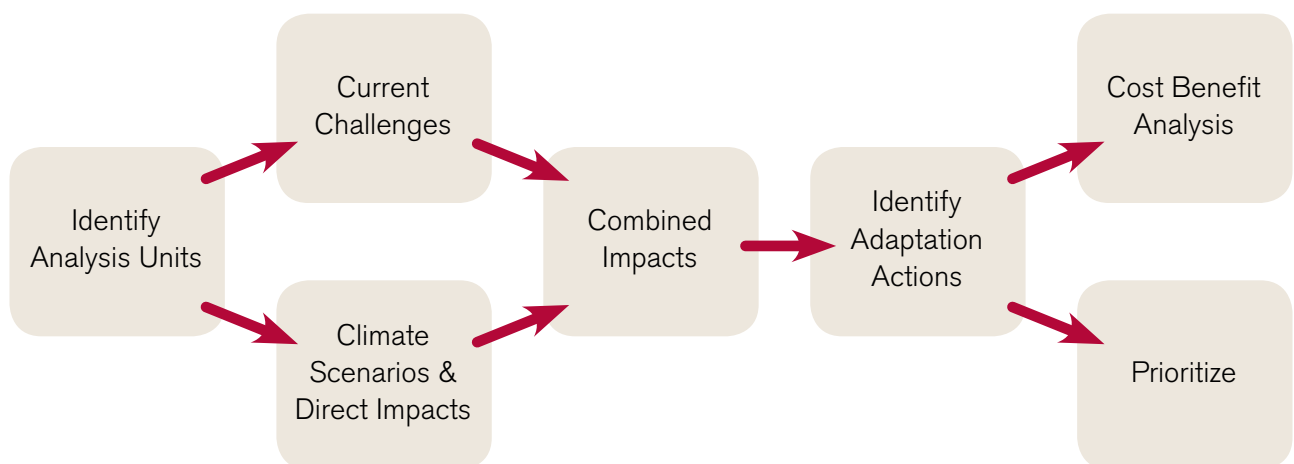 Identify
Analysis Units
Current
Challenges
Climate
Scenarios &
Direct Impacts
Combined
Impacts
Identify
Adaptation
Actions
Cost Benefit
Analysis
Prioritize